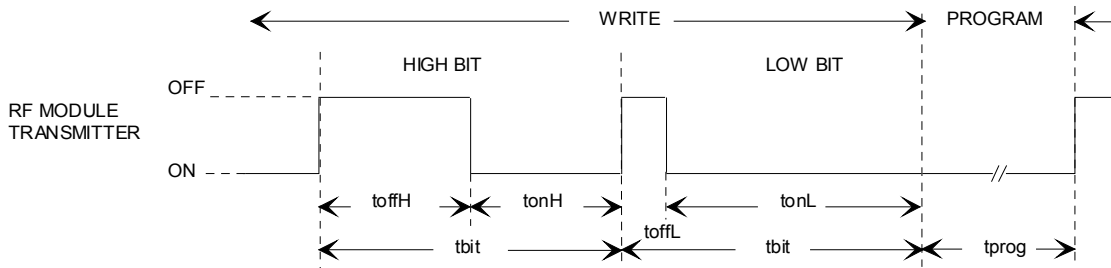 WRITE PROGRAM
HIGH BIT LOW BIT
OFF
RF MODULE
TRANSMITTER
ON
toffH tonH tonL
toffL
tbit tbit tprog